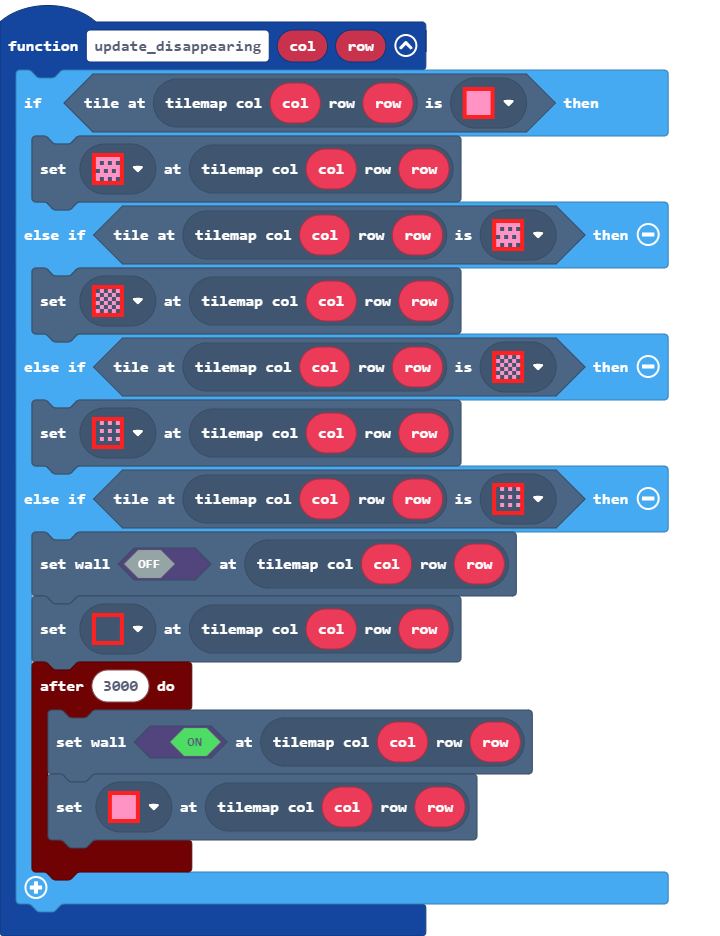 function update_disappearing col row
if tile at tilemap col col row row is then
set at tilemap col col row row
else if tile at tilemap col col row row is then
set at tilemap col col row row
else if tile at tilemap col col row row is then
set at tilemap col col row row
else if tile at tilemap col col row row is then
set wall OFF at tilemap col col row row
set at tilemap col col row row
after 3000 do
set wall ON at tilemap col col row row
set at tilemap col col row row